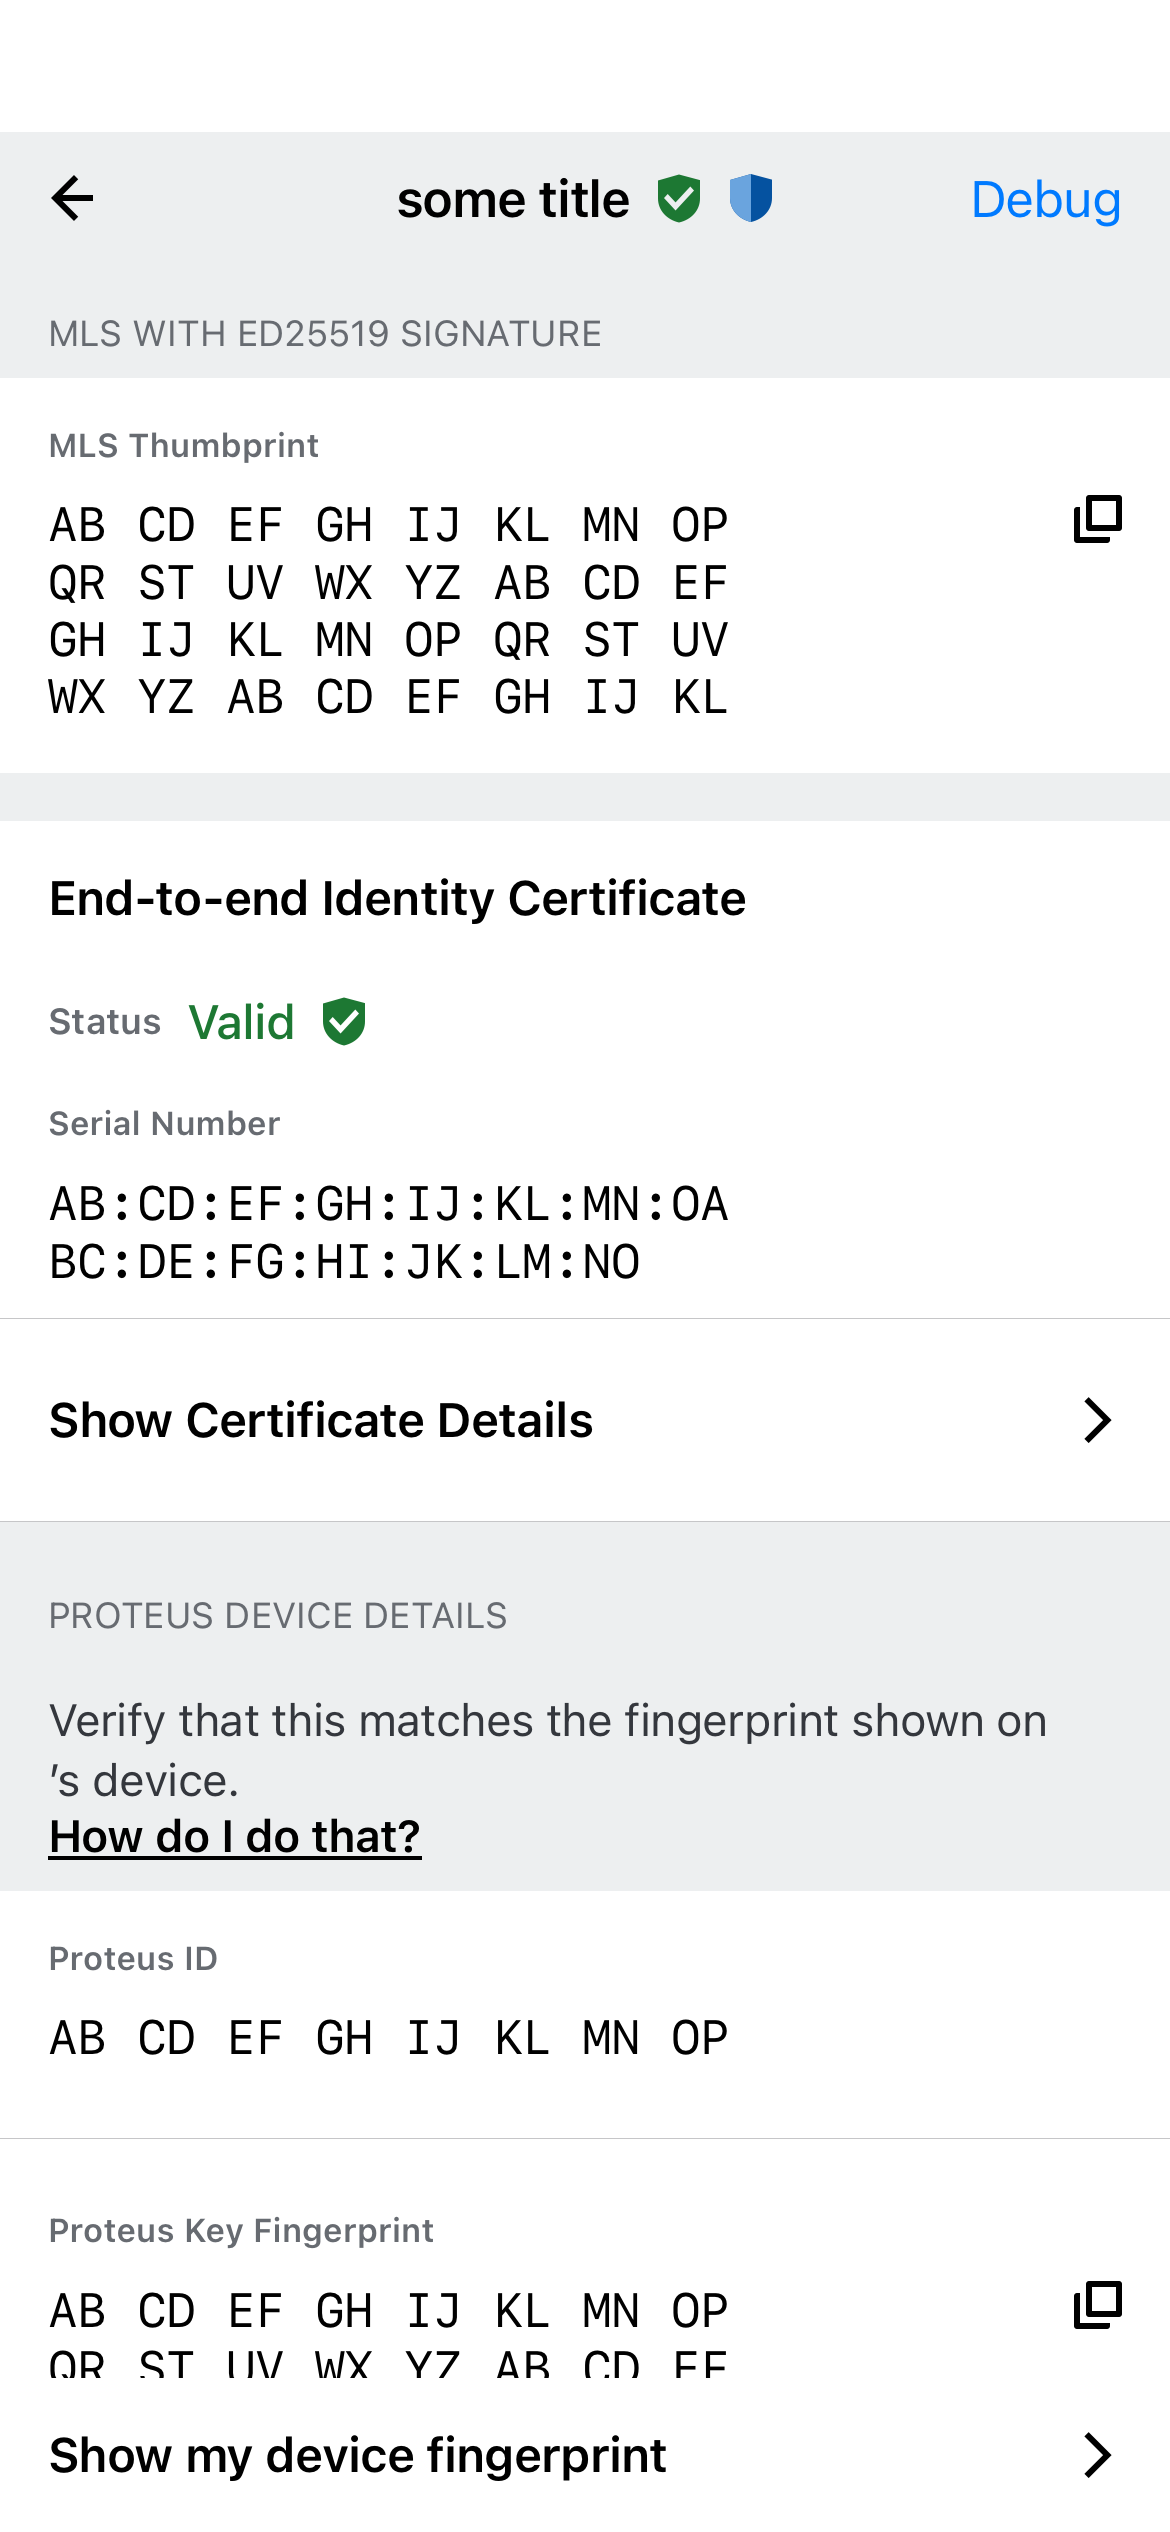 some title
Debug
MLS WITH ED25519 SIGNATURE
MLS Thumbprint
AB CD EF GH IJ KL MN OP
QR ST UV WX YZ AB CD EF
GH IJ KL MN OP QR ST UV
WX YZ AB CD EF GH IJ KL
End-to-end Identity Certificate
Status Valid
Serial Number
AB:CD:EF:GH:IJ:KL:MN:OA
BC:DE:FG:HI:JK:LM:NO
Show Certificate Details
PROTEUS DEVICE DETAILS
Verify that this matches the fingerprint shown on
’s device.
How do I do that?
Proteus ID
AB CD EF GH IJ KL MN OP
Proteus Key Fingerprint
AB CD EF GH IJ KL MN OP
QR ST UV WX YZ AB CD EF
Show my device fingerprint